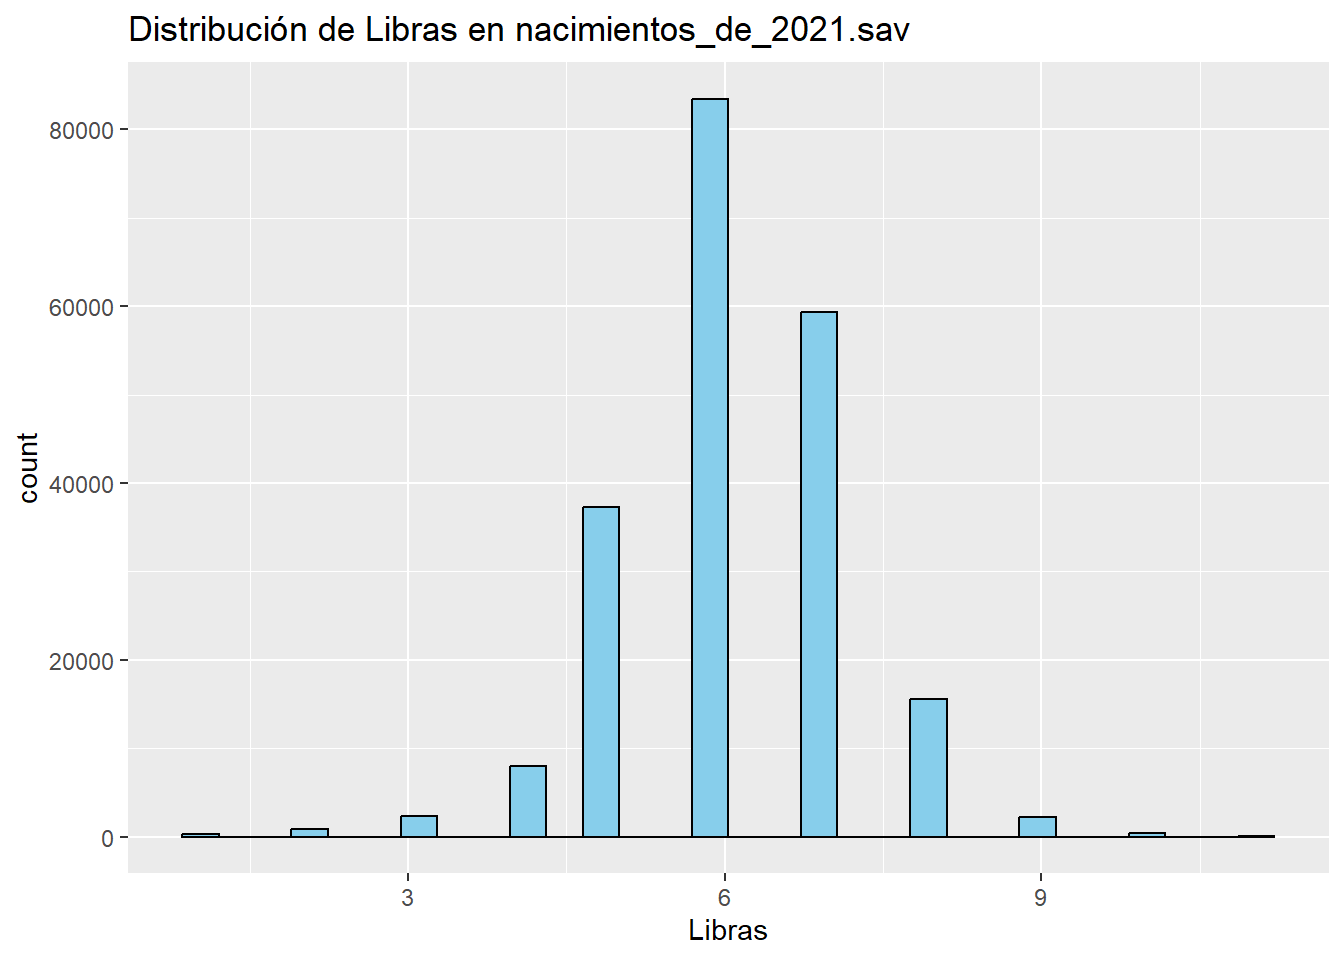 Distribución de Libras en nacimientos_de_2021.sav
80000
60000
40000
20000
0
count
3 6 9
Libras